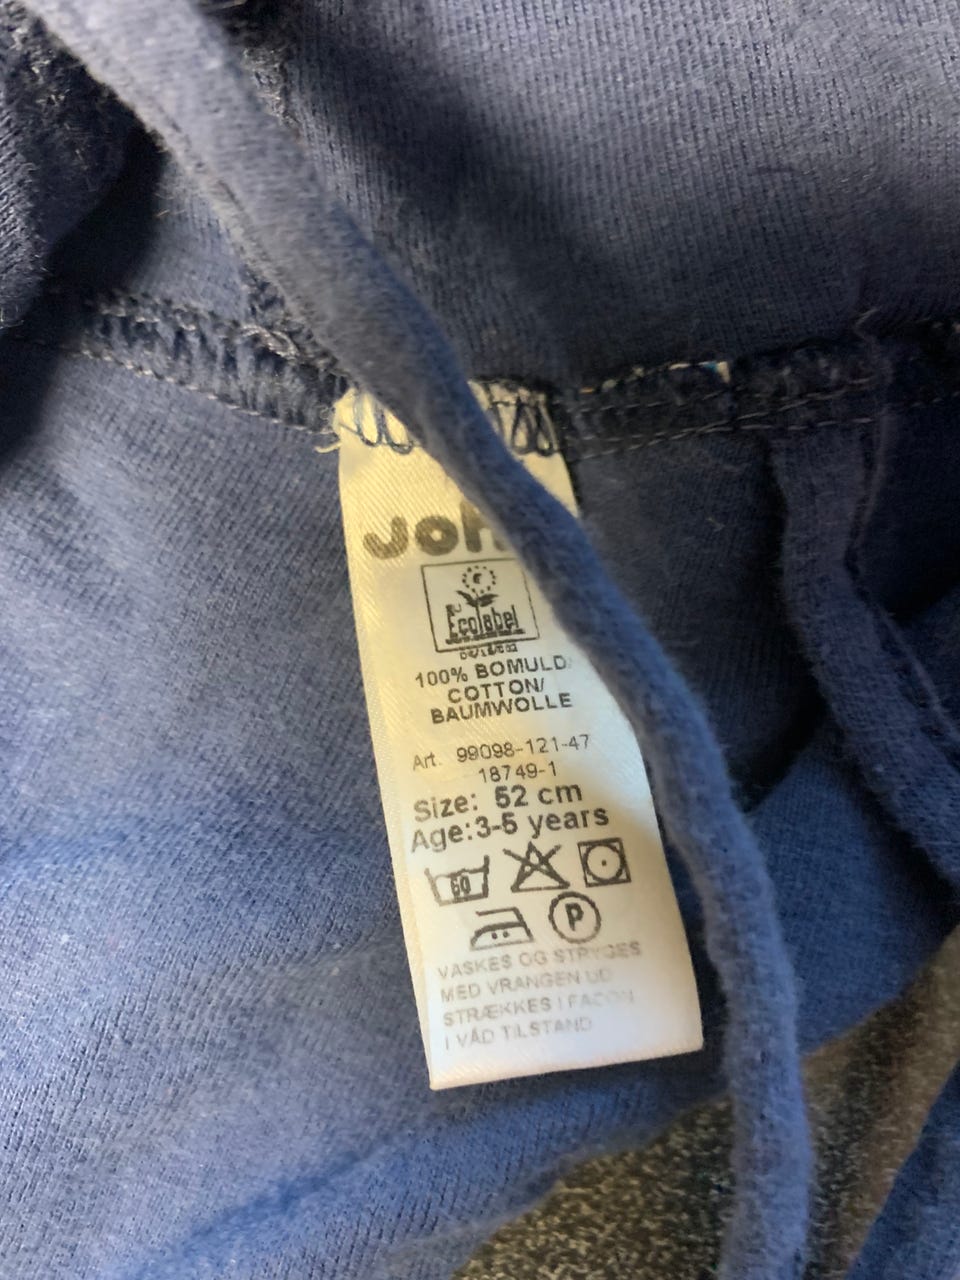 Joh
EU
Ecolabel
100% BOMULD/
COTTON/
BAUMWOLLE
Art. 99098-121-47
18749-1
Size: 52 cm
Age:3-5 years
60
P
VASKES OG STRYGES
MED VRANGEN UD
STRÆKKES I FACON
I VÅD TILSTAND